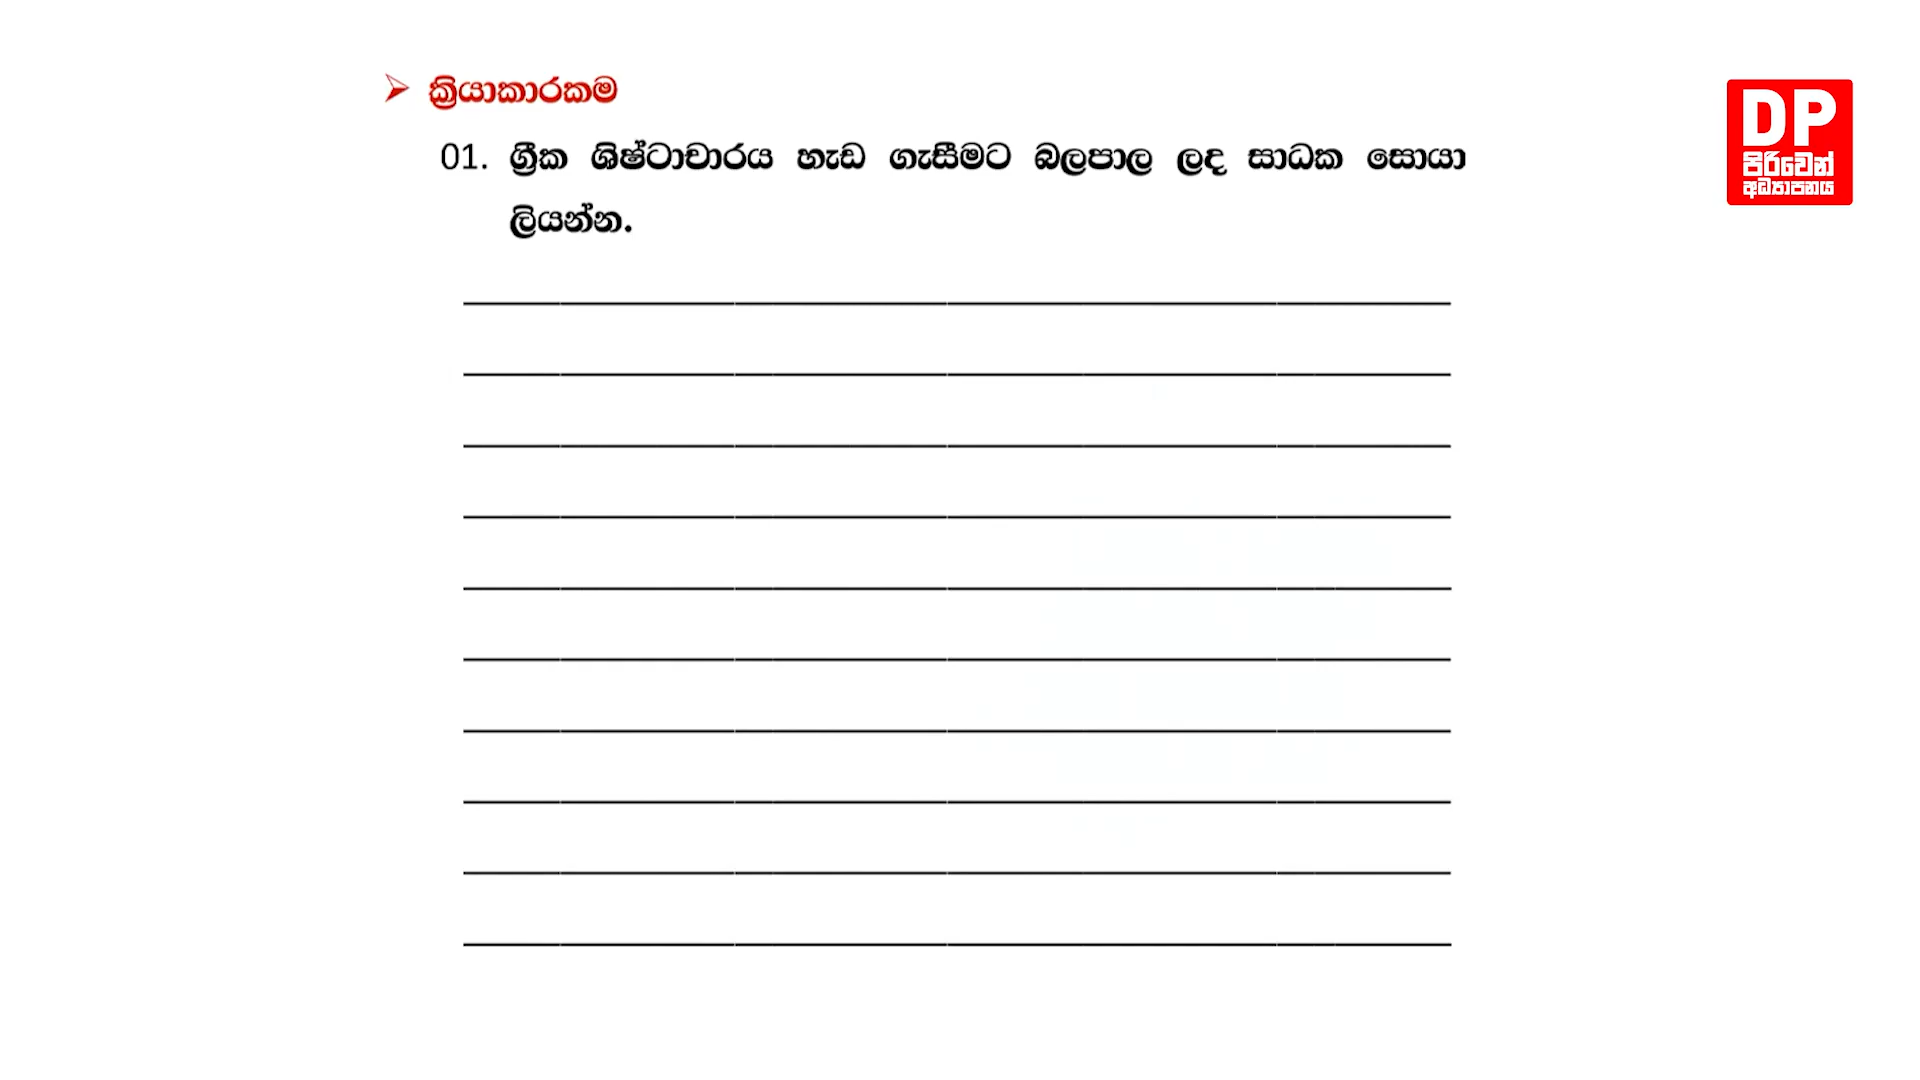 ➢ ක්‍රියාකාරකම
01. ග්‍රීක ශිෂ්ටාචාරය හැඩ ගැසීමට බලපාල ලද සාධක සොයා
ලියන්න.
DP
පිරිවෙන්
අධ්‍යාපනය